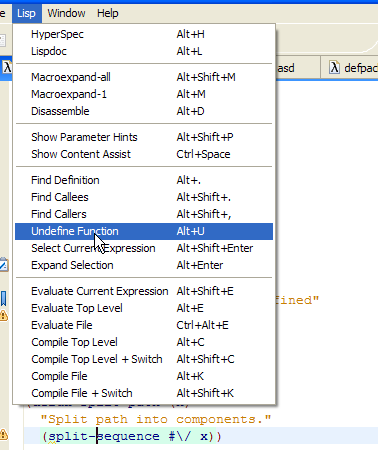 e Lisp Window Help
HyperSpec Alt+H
Lispdoc Alt+L
asd defpac
Macroexpand-all Alt+Shift+M
Macroexpand-1 Alt+M
Disassemble Alt+D
Show Parameter Hints Alt+Shift+P
Show Content Assist Ctrl+Space
Find Definition Alt+.
Find Callees Alt+Shift+.
Find Callers Alt+Shift+,
Undefine Function Alt+U
Select Current Expression Alt+Shift+Enter
Expand Selection Alt+Enter
Evaluate Current Expression Alt+Shift+E
fined"
Evaluate Top Level Alt+E
Evaluate File Ctrl+Alt+E
Compile Top Level Alt+C
Compile Top Level + Switch Alt+Shift+C
Compile File Alt+K
Compile File + Switch Alt+Shift+K
"Split path into components."
(split-sequence #\/ x))